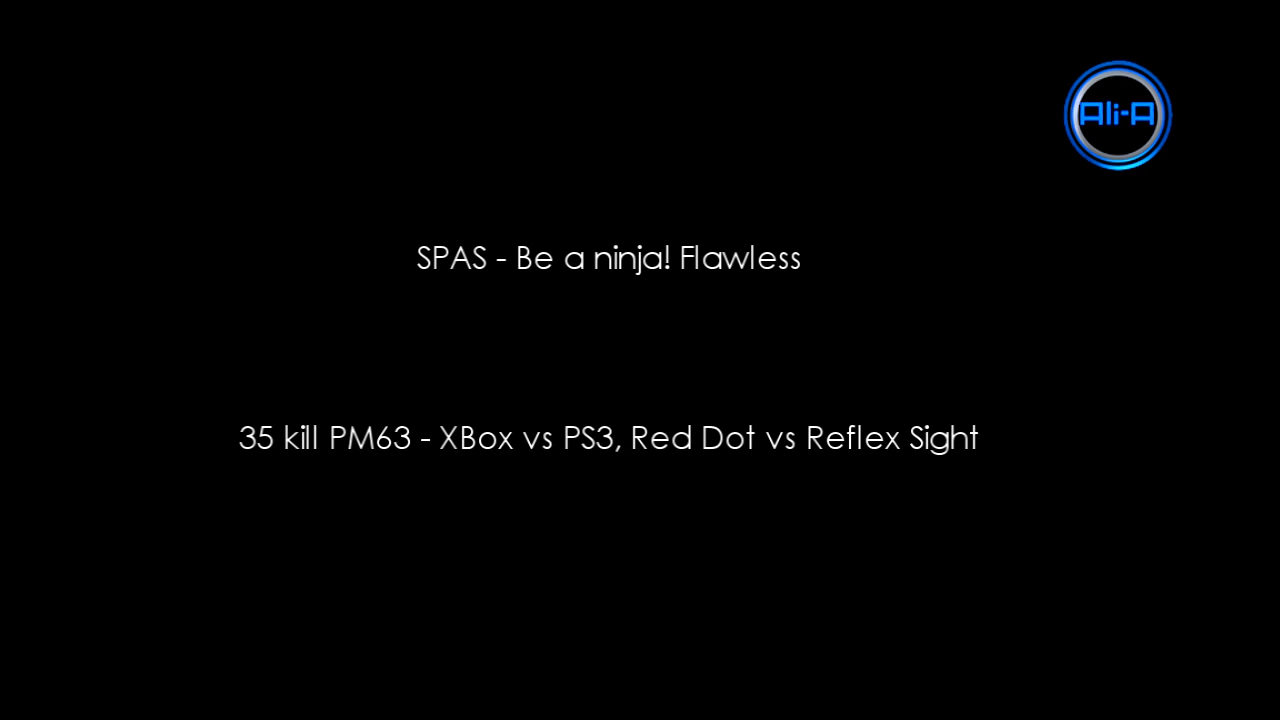 Ali-A
SPAS - Be a ninja! Flawless
35 kill PM63 - XBox vs PS3, Red Dot vs Reflex Sight